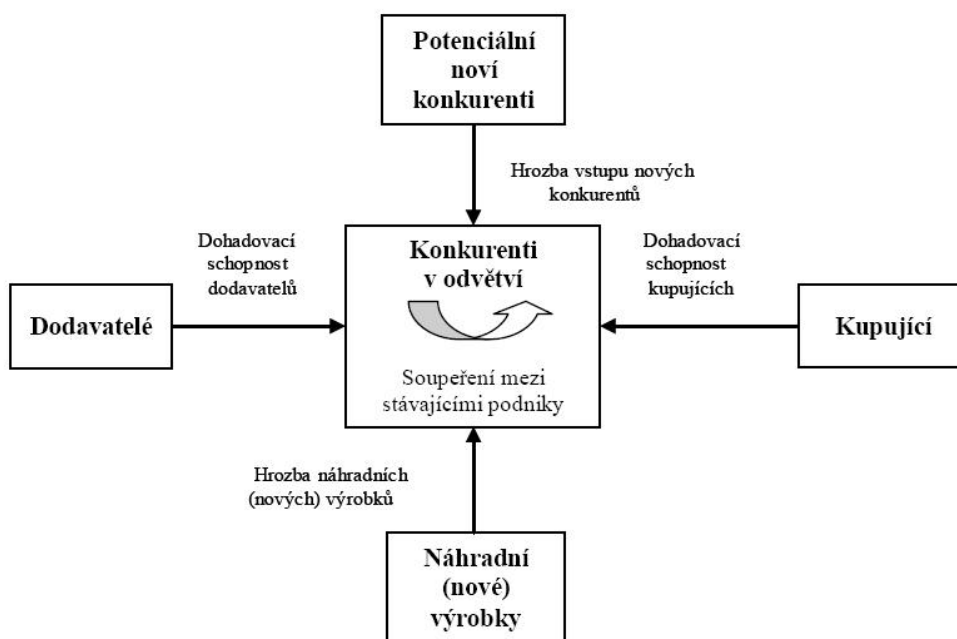 Potenciální
noví
konkurenti
Hrozba vstupu nových
konkurentů
Dohadovací
schopnost
dodavatelů
Konkurenti
v odvětví
Dohadovací
schopnost
kupujících
Dodavatelé
Kupující
Soupeření mezi
stávajícími podniky
Hrozba náhradních
(nových) výrobků
Náhradní
(nové)
výrobky